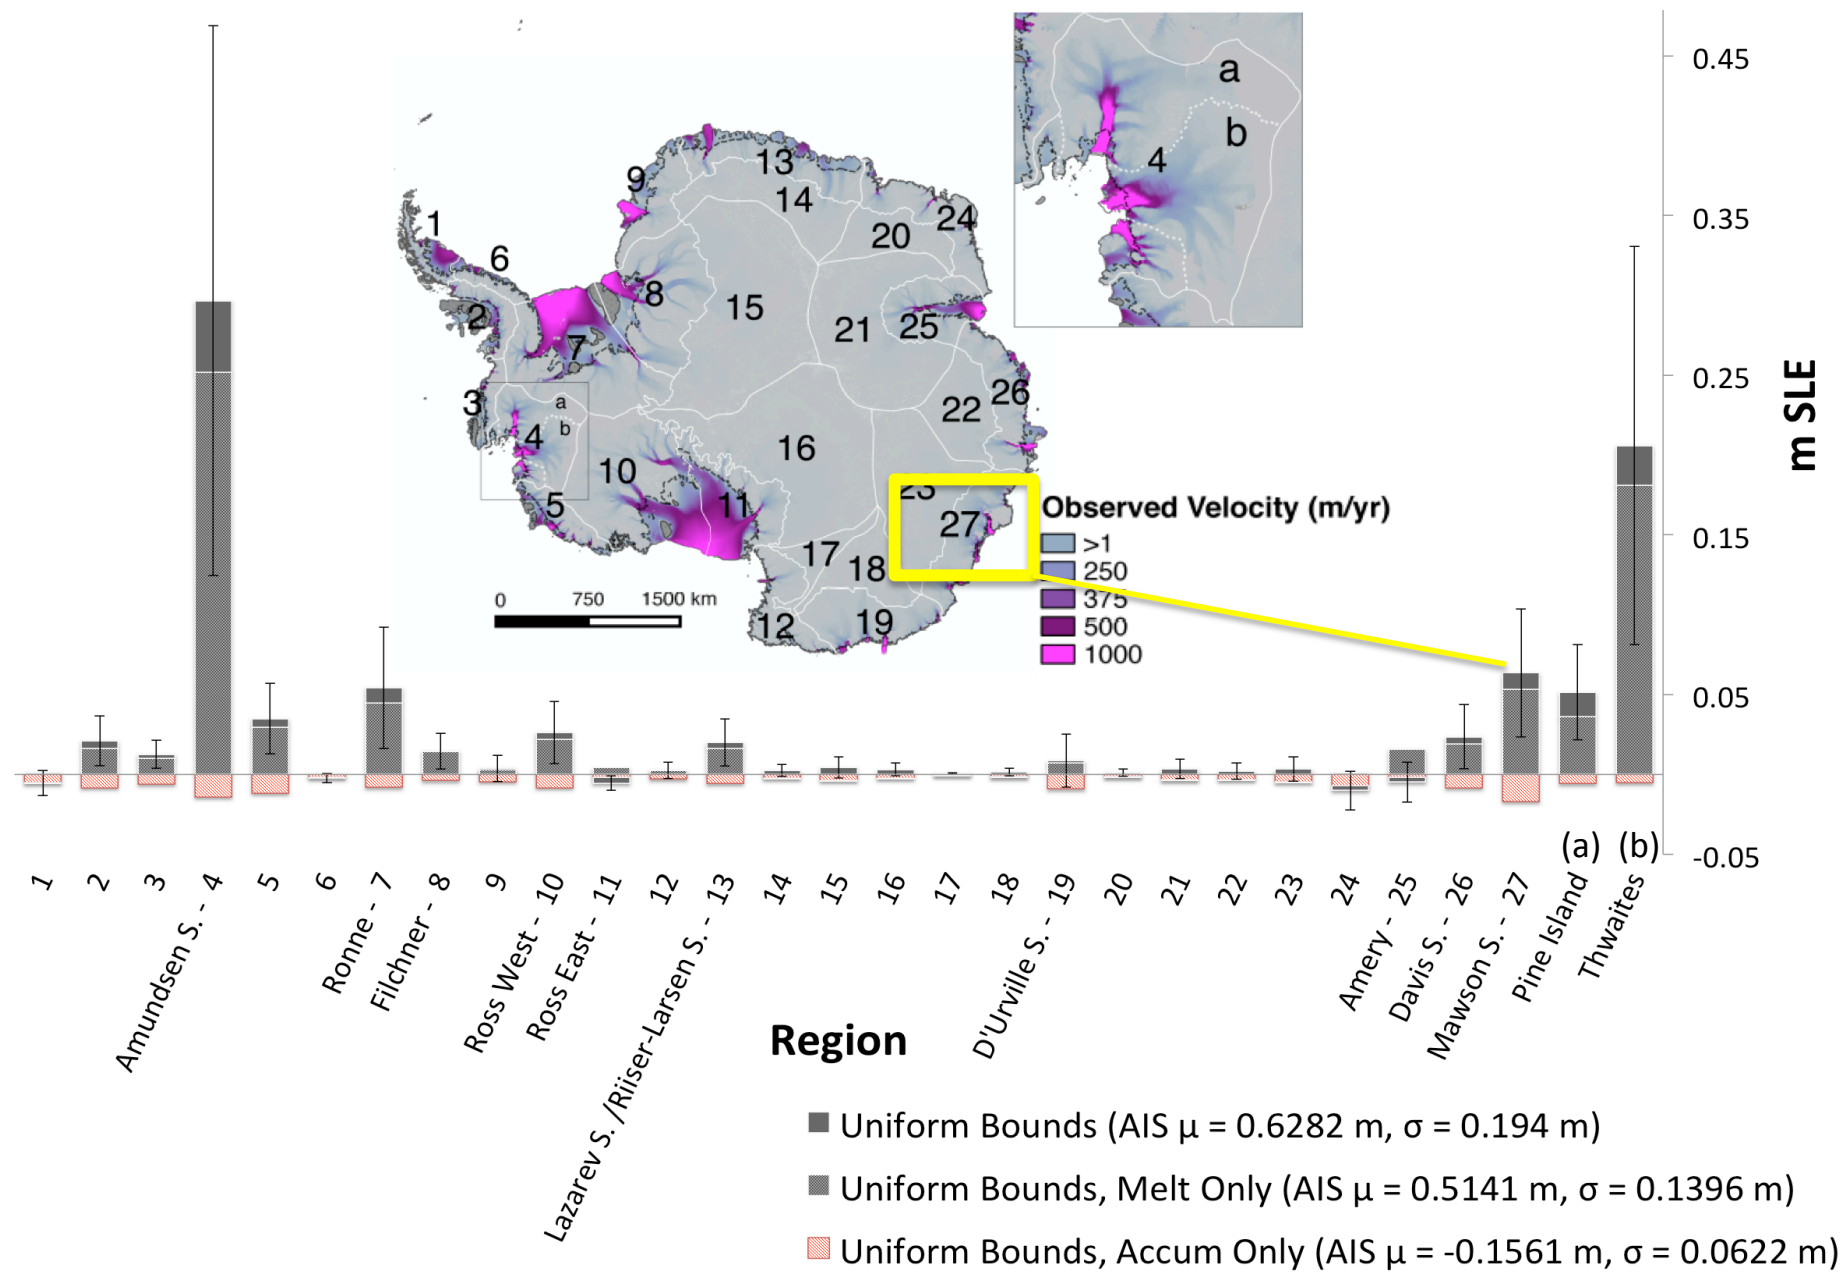 a
b
4
0.45
0.35
0.25
0.15
0.05
-0.05
m SLE
13
9
14
1
24
20
6
8
15
2
21
25
7
26
3
a
22
b
4
16
10
23
5
11
27
17
18
12
19
0 750 1500 km
Observed Velocity (m/yr)
>1
250
375
500
1000
(a) (b)
1
2
3
Amundsen S. - 4
5
6
Ronne - 7
Filchner - 8
9
Ross West - 10
Ross East - 11
12
Lazarev S. /Riiser-Larsen S. - 13
14
15
16
17
18
D'Urville S. - 19
20
21
22
23
24
Amery - 25
Davis S. - 26
Mawson S. - 27
Pine Island
Thwaites
Region
Uniform Bounds (AIS μ = 0.6282 m, σ = 0.194 m)
Uniform Bounds, Melt Only (AIS μ = 0.5141 m, σ = 0.1396 m)
Uniform Bounds, Accum Only (AIS μ = -0.1561 m, σ = 0.0622 m)